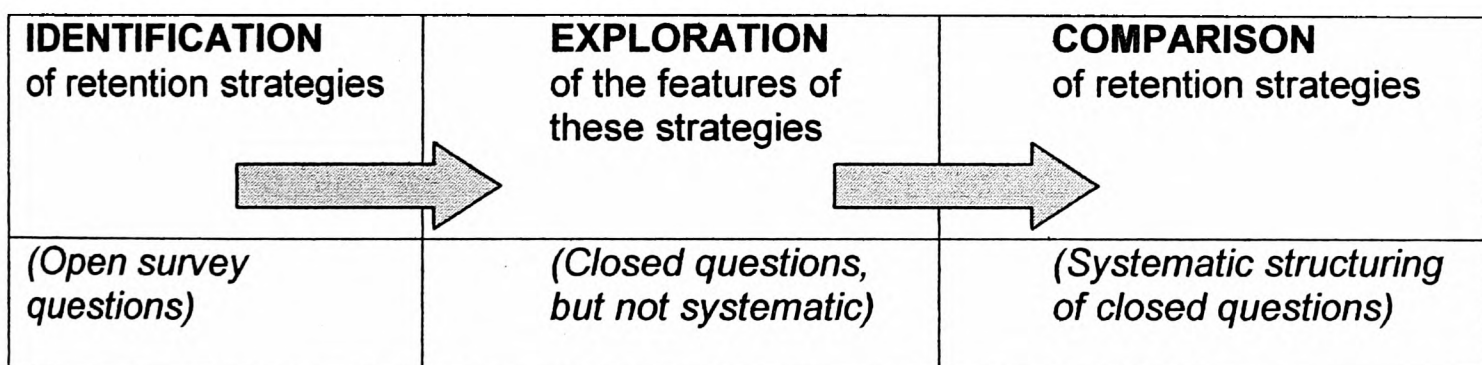 IDENTIFICATION
of retention strategies
EXPLORATION
of the features of
these strategies
COMPARISON
of retention strategies
(Open survey
questions)
(Closed questions,
but not systematic)
(Systematic structuring
of closed questions)